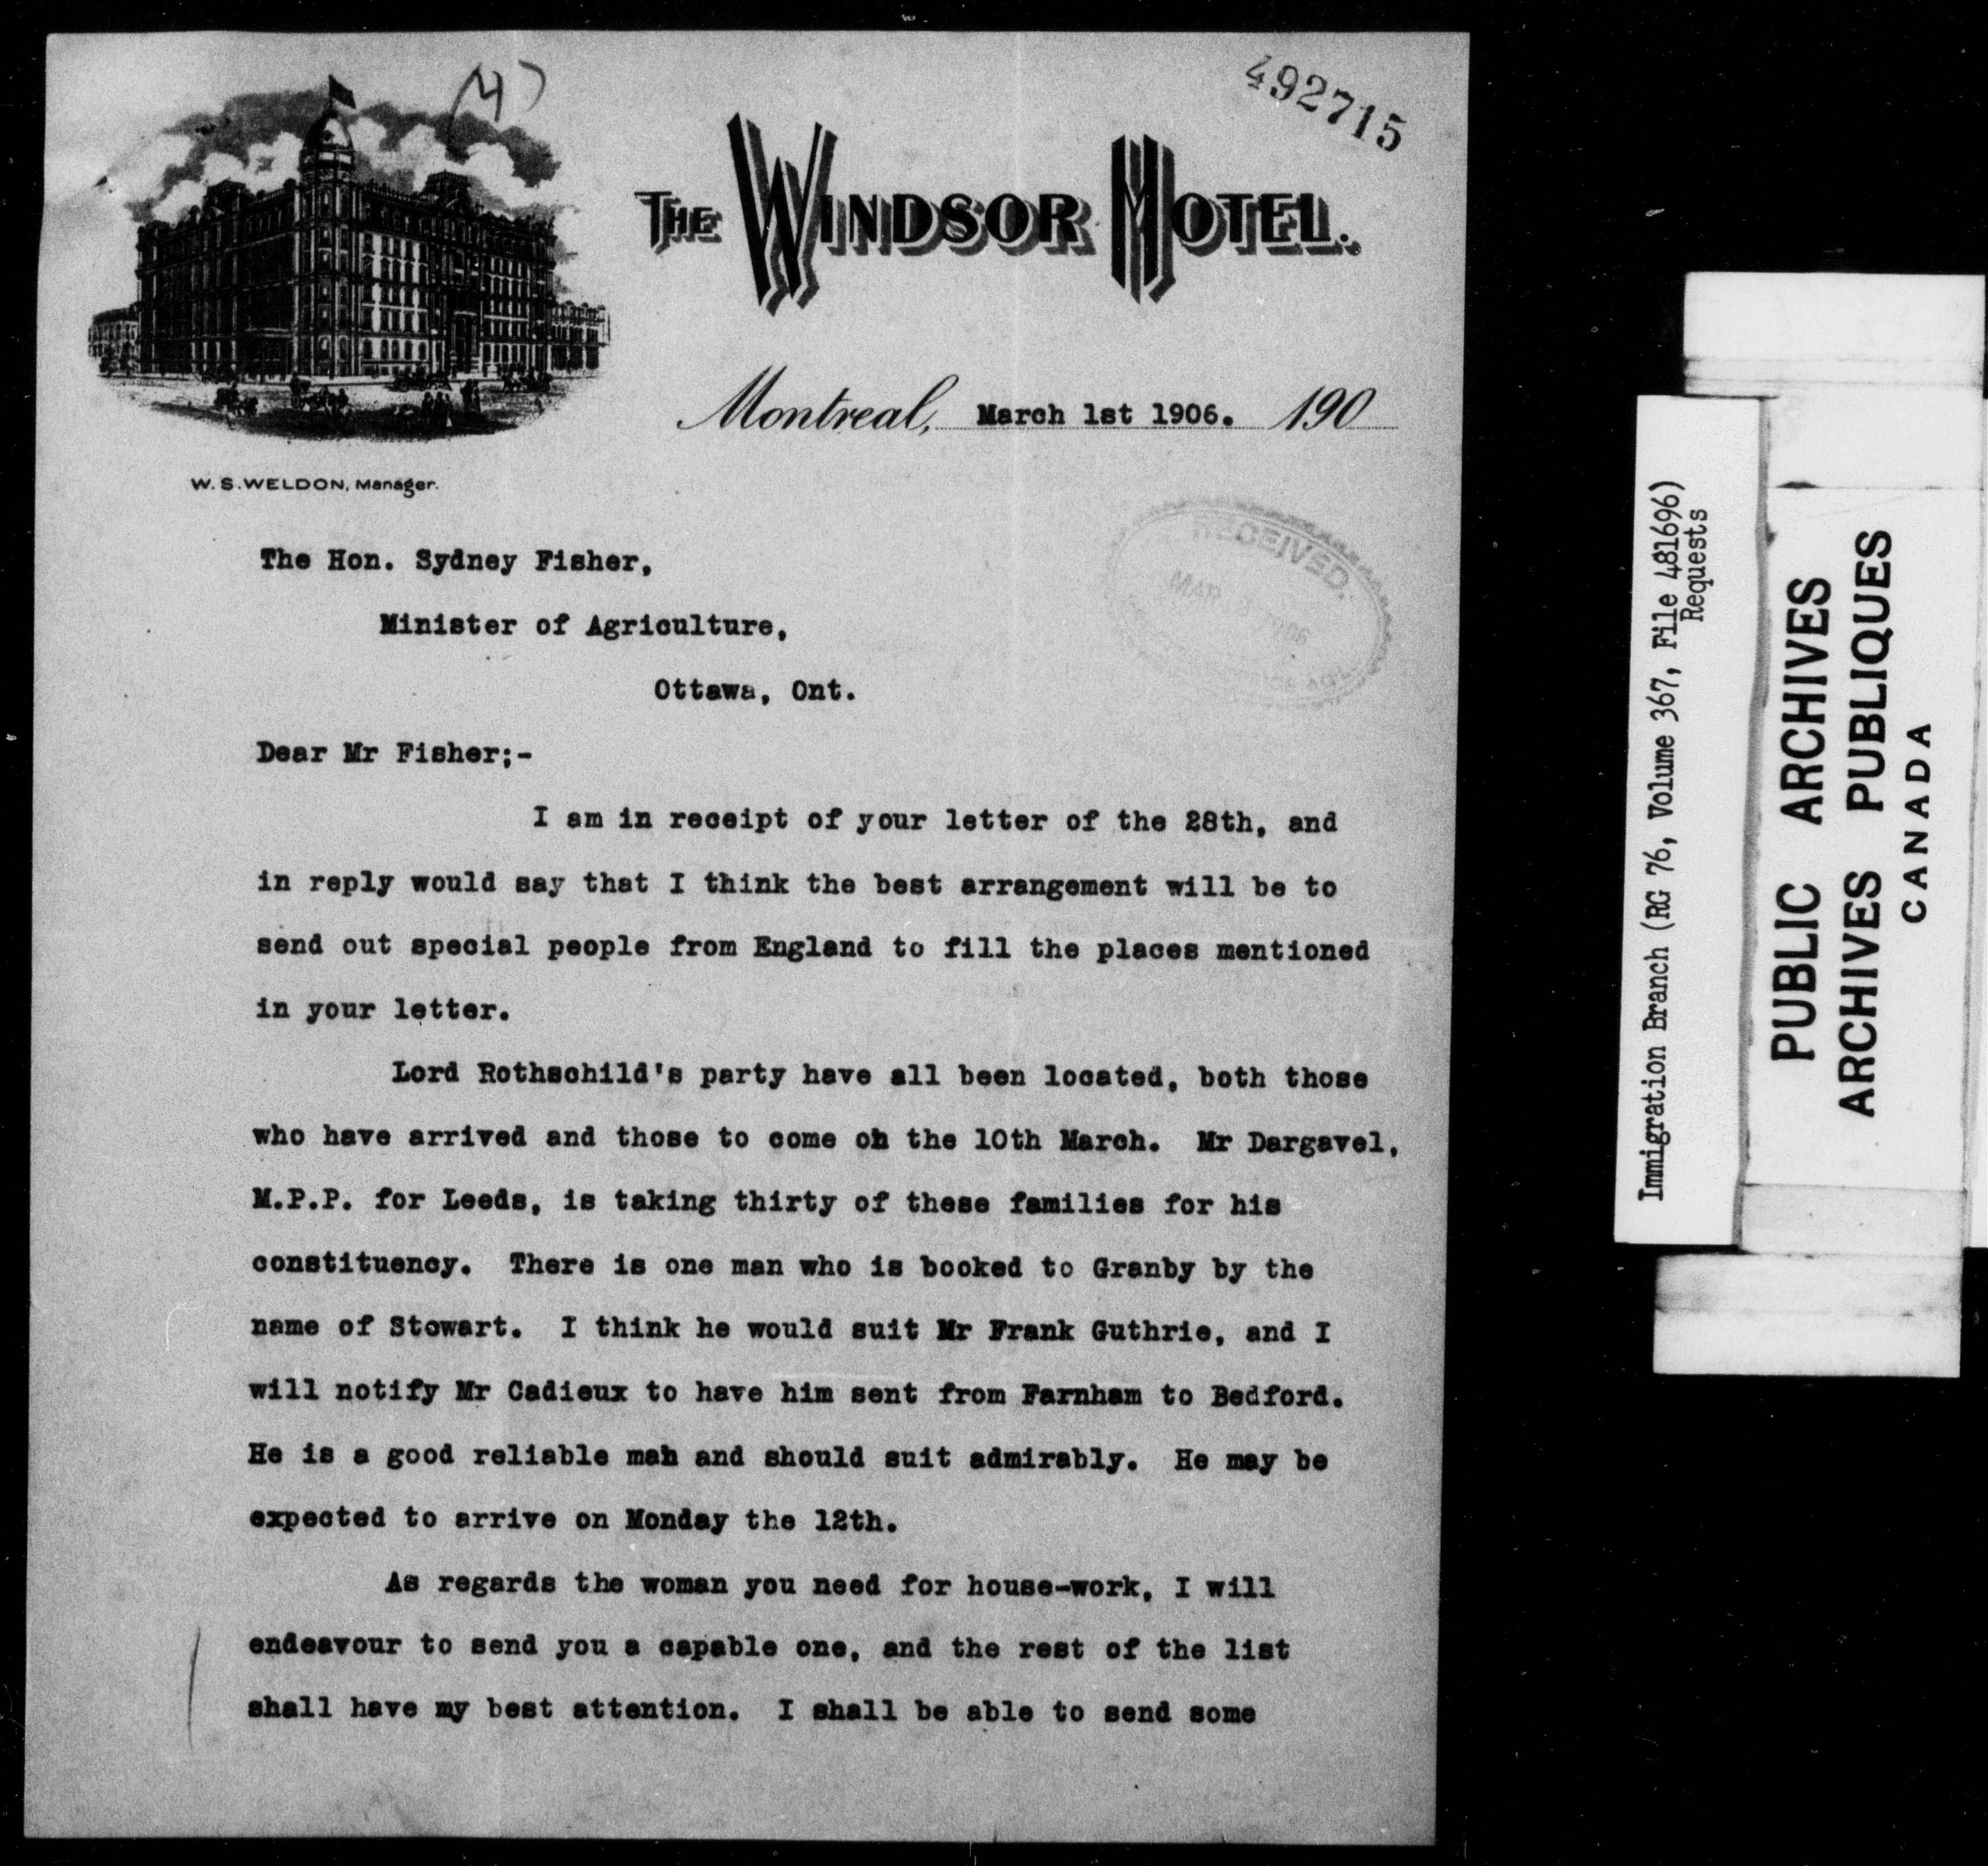 (4)
492715
THE WINDSOR HOTEL.
Montreal, March 1st 1906. 190
W. S. WELDON, Manager.
RECEIVED.
MAR
The Hon. Sydney Fisher,
Minister of Agriculture,
Ottawa, Ont.
Dear Mr Fisher;-
I am in receipt of your letter of the 28th, and
in reply would say that I think the best arrangement will be to
send out special people from England to fill the places mentioned
in your letter.
Lord Rothschild's party have all been located, both those
who have arrived and those to come on the 10th March. Mr Dargavel,
M.P.P. for Leeds, is taking thirty of these families for his
constituency. There is one man who is booked to Granby by the
name of Stowart. I think he would suit Mr Frank Guthrie, and I
will notify Mr Cadieux to have him sent from Farnham to Bedford.
He is a good reliable man and should suit admirably. He may be
expected to arrive on Monday the 12th.
As regards the woman you need for house-work, I will
endeavour to send you a capable one, and the rest of the list
shall have my best attention. I shall be able to send some
Immigration Branch (RG 76, Volume 367, File 481696)
Requests
PUBLIC ARCHIVES
ARCHIVES PUBLIQUES
CANADA